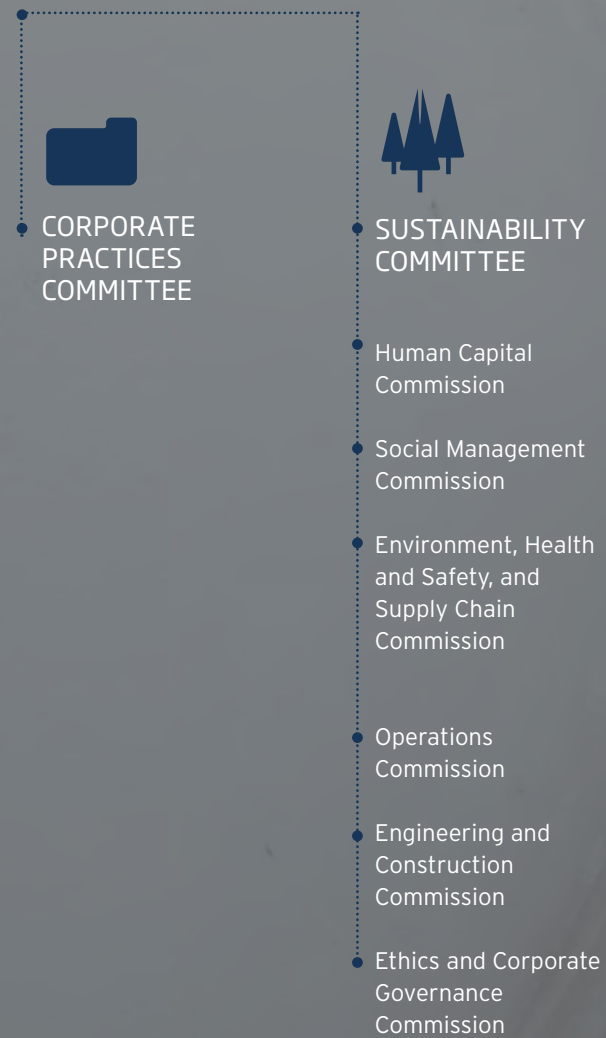 CORPORATE
PRACTICES
COMMITTEE
SUSTAINABILITY
COMMITTEE
Human Capital
Commission
Social Management
Commission
Environment, Health
and Safety, and
Supply Chain
Commission
Operations
Commission
Engineering and
Construction
Commission
Ethics and Corporate
Governance
Commission